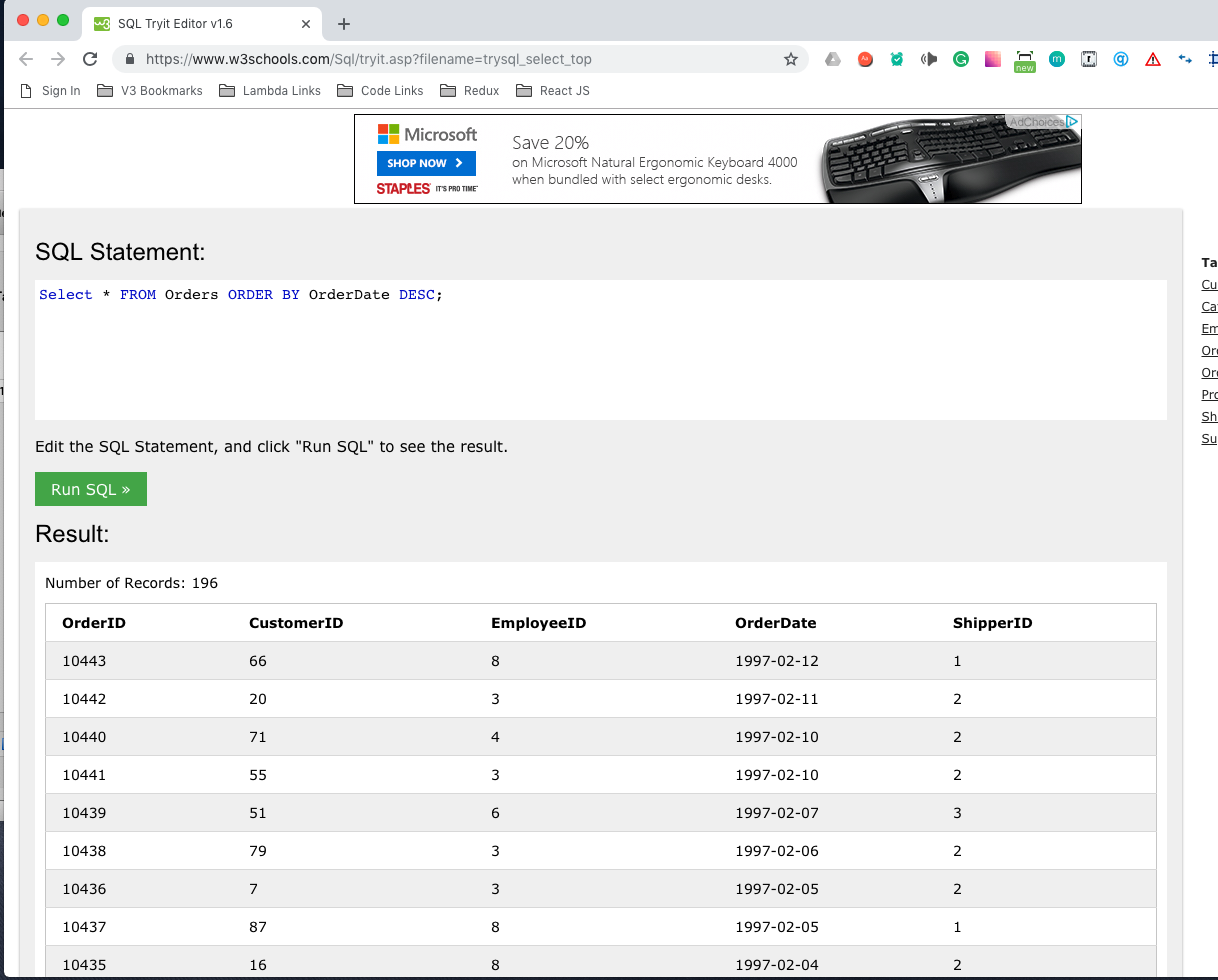 SQL Tryit Editor v1.6
https://www.w3schools.com/Sql/tryit.asp?filename=trysql_select_top
new
Sign In V3 Bookmarks Lambda Links Code Links Redux React JS
Microsoft
SHOP NOW
STAPLES IT'S PRO TIME
Save 20%
on Microsoft Natural Ergonomic Keyboard 4000
when bundled with select ergonomic desks.
AdChoices
SQL Statement:
Select * FROM Orders ORDER BY OrderDate DESC;
Edit the SQL Statement, and click "Run SQL" to see the result.
Run SQL »
Result:
Number of Records: 196
OrderID CustomerID EmployeeID OrderDate ShipperID
10443 66 8 1997-02-12 1
10442 20 3 1997-02-11 2
10440 71 4 1997-02-10 2
10441 55 3 1997-02-10 2
10439 51 6 1997-02-07 3
10438 79 3 1997-02-06 2
10436 7 3 1997-02-05 2
10437 87 8 1997-02-05 1
10435 16 8 1997-02-04 2
Ta
Cu
Ca
Em
Or
Or
Pro
Sh
Su